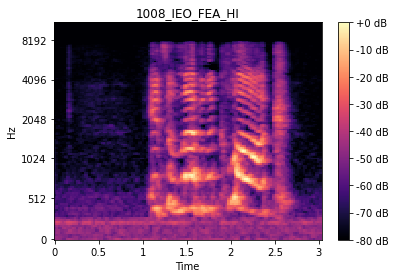 1008_IEO_FEA_HI
+0 dB
8192
-10 dB
4096
-20 dB
-30 dB
2048
Hz
-40 dB
1024
-50 dB
512
-60 dB
-70 dB
0
-80 dB
0 0.5 1 1.5 2 2.5 3
Time